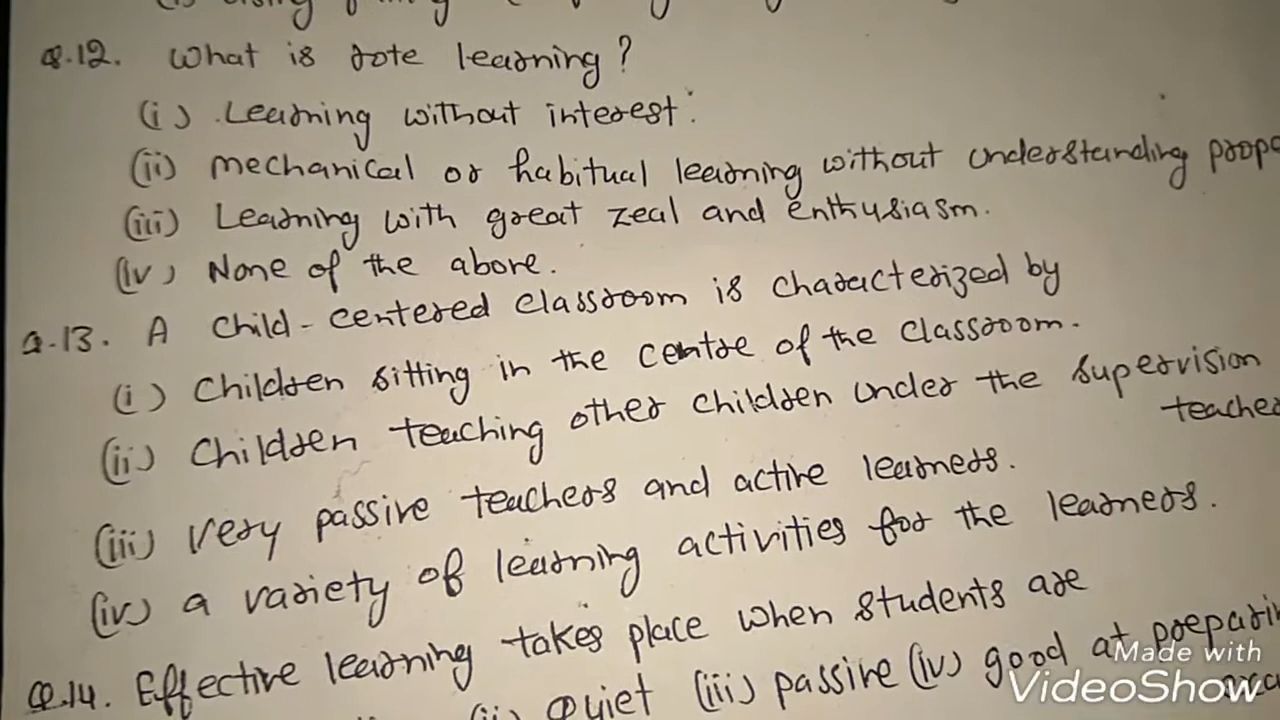 Q.12. What is rote learning?
(i) Learning without interest.
(ii) mechanical or habitual learning without understanding prope
(iii) Learning with great zeal and enthusiasm.
(iv) None of the above.
Q.13. A child-centered classroom is characterized by
(i) Children sitting in the centre of the classroom.
(ii) Children teaching other children under the supervision
teacher
(iii) very passive teachers and active learners.
(iv) a variety of learning activities for the learners.
Q.14. Effective learning takes place when students are
(ii) quiet (iii) passive (iv) good at preparin
Made with
VideoShow